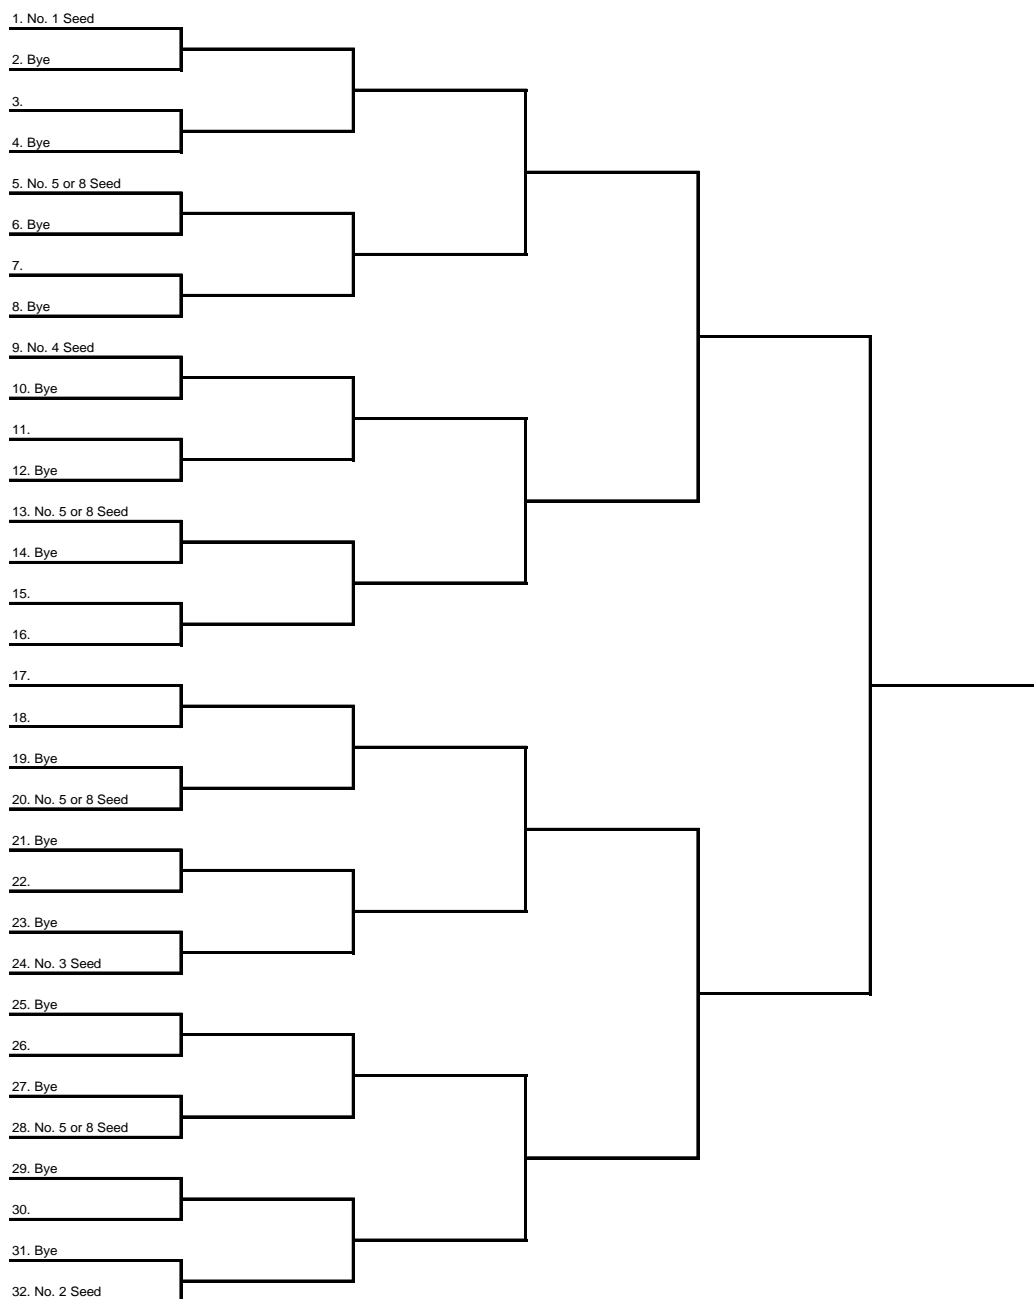 1. No. 1 Seed
2. Bye
3.
4. Bye
5. No. 5 or 8 Seed
6. Bye
7.
8. Bye
9. No. 4 Seed
10. Bye
11.
12. Bye
13. No. 5 or 8 Seed
14. Bye
15.
16.
17.
18.
19. Bye
20. No. 5 or 8 Seed
21. Bye
22.
23. Bye
24. No. 3 Seed
25. Bye
26.
27. Bye
28. No. 5 or 8 Seed
29. Bye
30.
31. Bye
32. No. 2 Seed